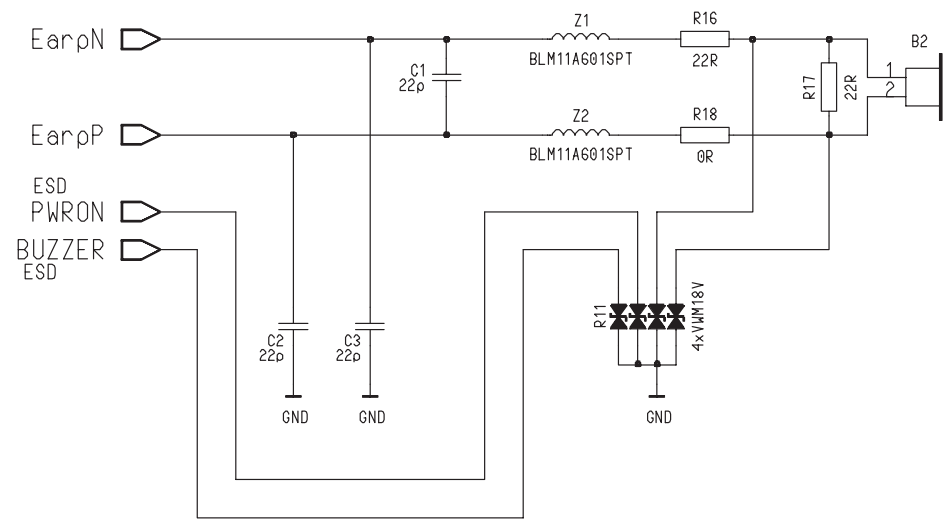 EarpN
Z1
R16
B2
BLM11A601SPT
22R
C1
22p
R17
22R
1
2
EarpP
Z2
R18
BLM11A601SPT
0R
ESD
PWRON
BUZZER
ESD
R11
4xVWM18V
C2
22p
C3
22p
GND
GND
GND